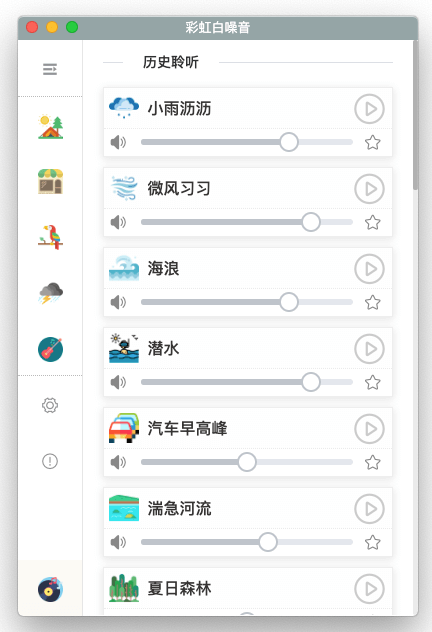 彩虹白噪音
历史聆听
小雨沥沥
微风习习
海浪
潜水
汽车早高峰
湍急河流
夏日森林